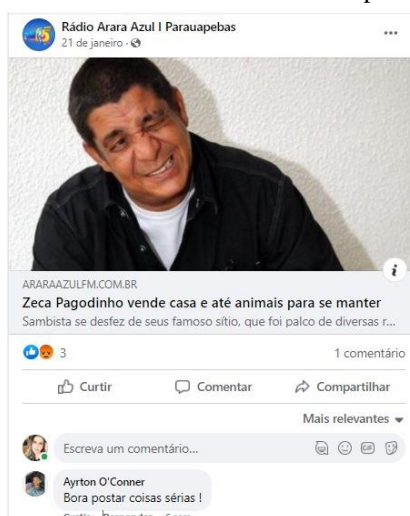 Rádio Arara Azul I Parauapebas
21 de janeiro ·
ARARAAZULFM.COM.BR
Zeca Pagodinho vende casa e até animais para se manter
Sambista se desfez de seus famoso sítio, que foi palco de diversas r...
3 1 comentário
Curtir Comentar Compartilhar
Mais relevantes
Escreva um comentário...
GIF
Ayrton O'Conner
Bora postar coisas sérias !